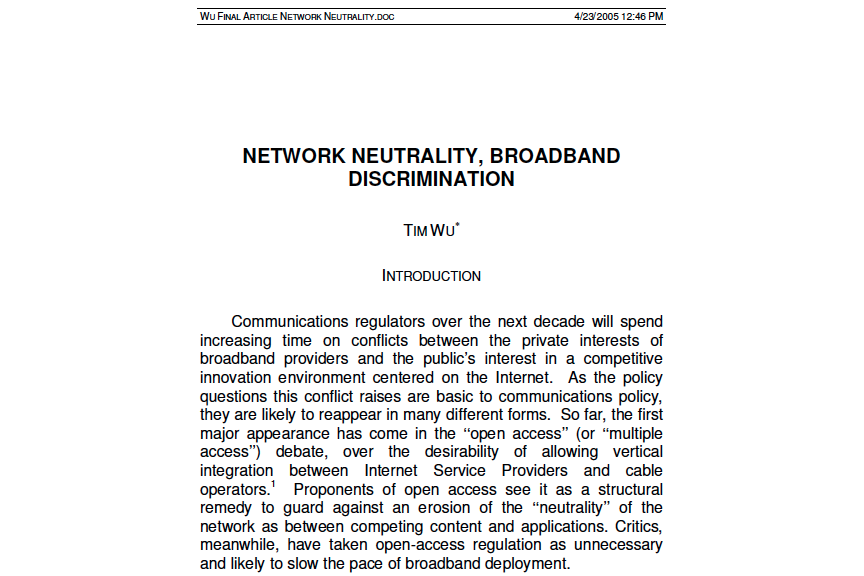 WU FINAL ARTICLE NETWORK NEUTRALITY.DOC 4/23/2005 12:46 PM
NETWORK NEUTRALITY, BROADBAND
DISCRIMINATION
TIM WU*
INTRODUCTION
Communications regulators over the next decade will spend
increasing time on conflicts between the private interests of
broadband providers and the public's interest in a competitive
innovation environment centered on the Internet. As the policy
questions this conflict raises are basic to communications policy,
they are likely to reappear in many different forms. So far, the first
major appearance has come in the "open access" (or "multiple
access") debate, over the desirability of allowing vertical
integration between Internet Service Providers and cable
operators.1 Proponents of open access see it as a structural
remedy to guard against an erosion of the "neutrality" of the
network as between competing content and applications. Critics,
meanwhile, have taken open-access regulation as unnecessary
and likely to slow the pace of broadband deployment.